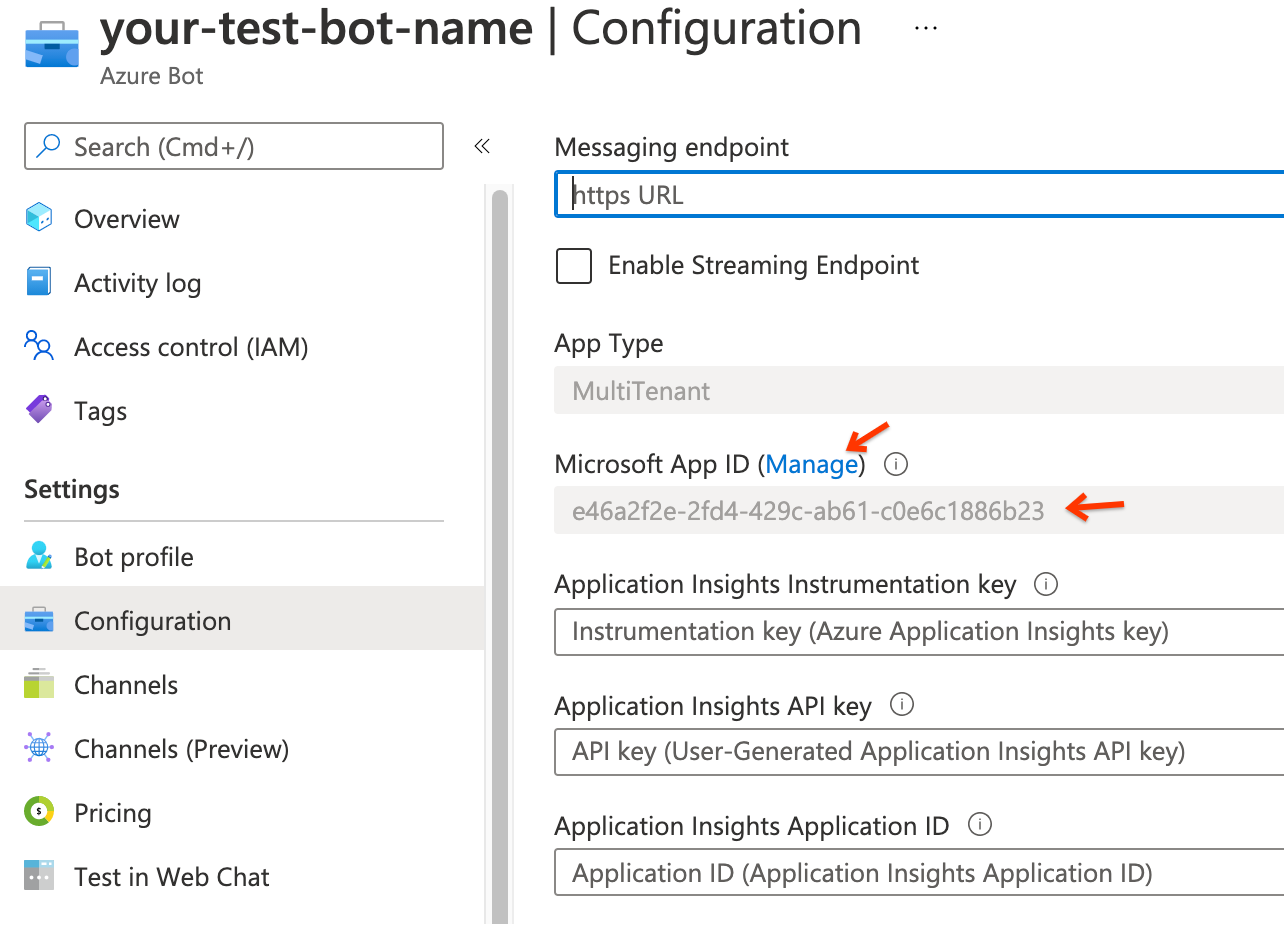 your-test-bot-name | Configuration ...
Azure Bot
Search (Cmd+/)
Overview
Activity log
Access control (IAM)
Tags
Settings
Bot profile
Configuration
Channels
Channels (Preview)
Pricing
Test in Web Chat
Messaging endpoint
https URL
Enable Streaming Endpoint
App Type
MultiTenant
Microsoft App ID (Manage)
e46a2f2e-2fd4-429c-ab61-c0e6c1886b23
Application Insights Instrumentation key
Instrumentation key (Azure Application Insights key)
Application Insights API key
API key (User-Generated Application Insights API key)
Application Insights Application ID
Application ID (Application Insights Application ID)